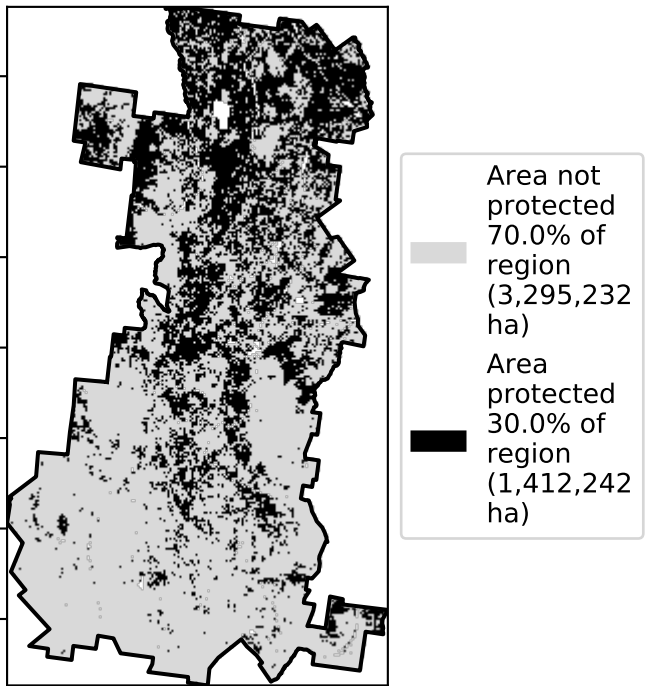 Area not
protected
70.0% of
region
(3,295,232
ha)
Area
protected
30.0% of
region
(1,412,242
ha)